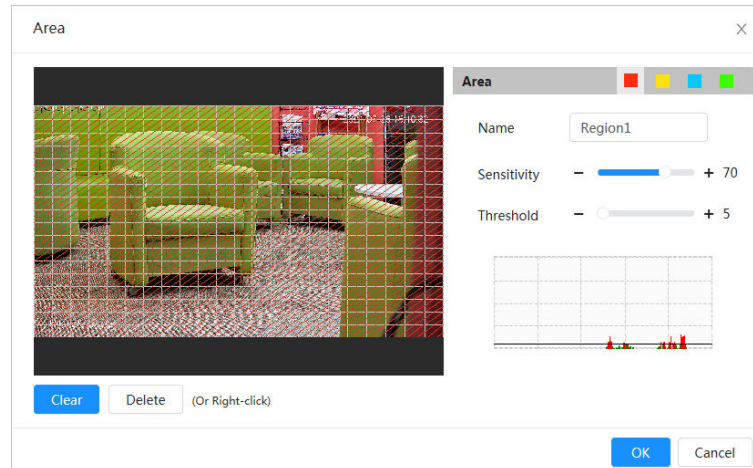 Area
X
Area
Name
Region1
Sensitivity
- + 70
Threshold
- + 5
Clear
Delete
(Or Right-click)
OK
Cancel